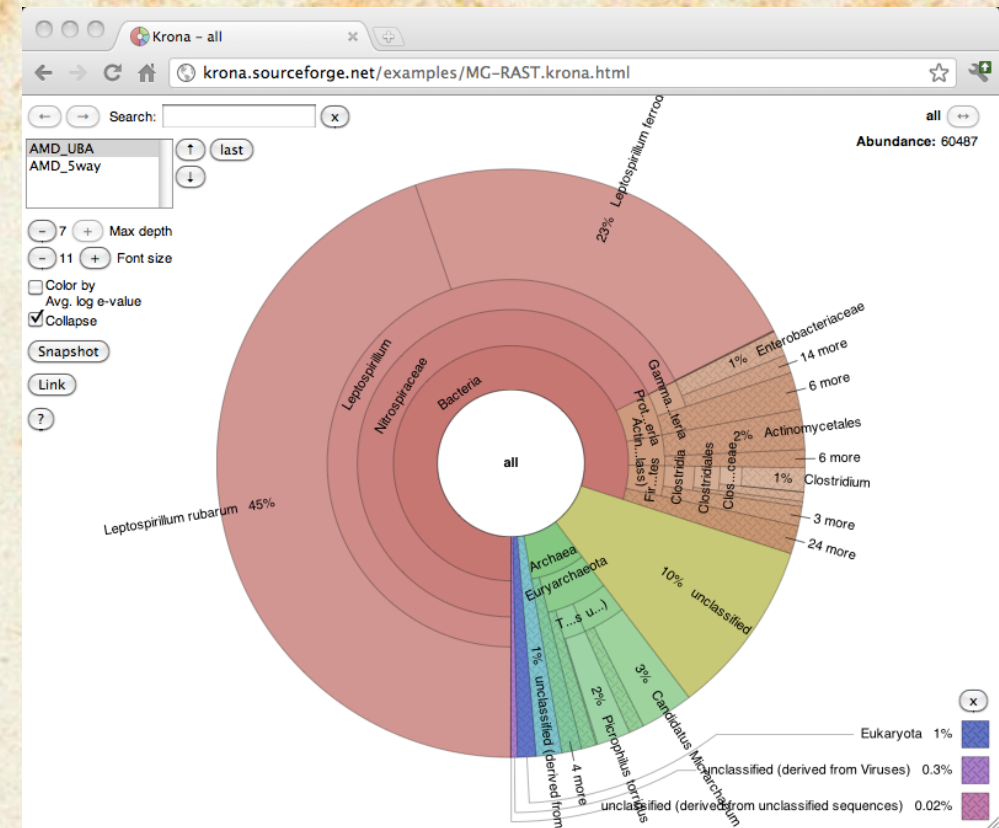 Krona – all
krona.sourceforge.net/examples/MG-RAST.krona.html
Search:
x
all
Abundance: 60487
AMD_UBA
AMD_5way
last
- 7 + Max depth
- 11 + Font size
Color by
Avg. log e-value
Collapse
Snapshot
Link
?
23% Leptospirillum ferroo
Leptospirillum rubarum 45%
Leptospirillum
Nitrospiraceae
Bacteria
all
Gamma...teria
Prot...eria
Actin...lass)
Fir...tes
Clostridia
Clostridiales
Clos...ceae
1% Enterobacteriaceae
14 more
6 more
2% Actinomycetales
6 more
1% Clostridium
3 more
24 more
10% unclassified
Archaea
Euryarchaeota
T...s u...)
3% Candidatus Micrarchaeum
2% Picrophilus torridus
4 more
1% unclassified (derived from
x
Eukaryota 1%
unclassified (derived from Viruses) 0.3%
unclassified (derived from unclassified sequences) 0.02%